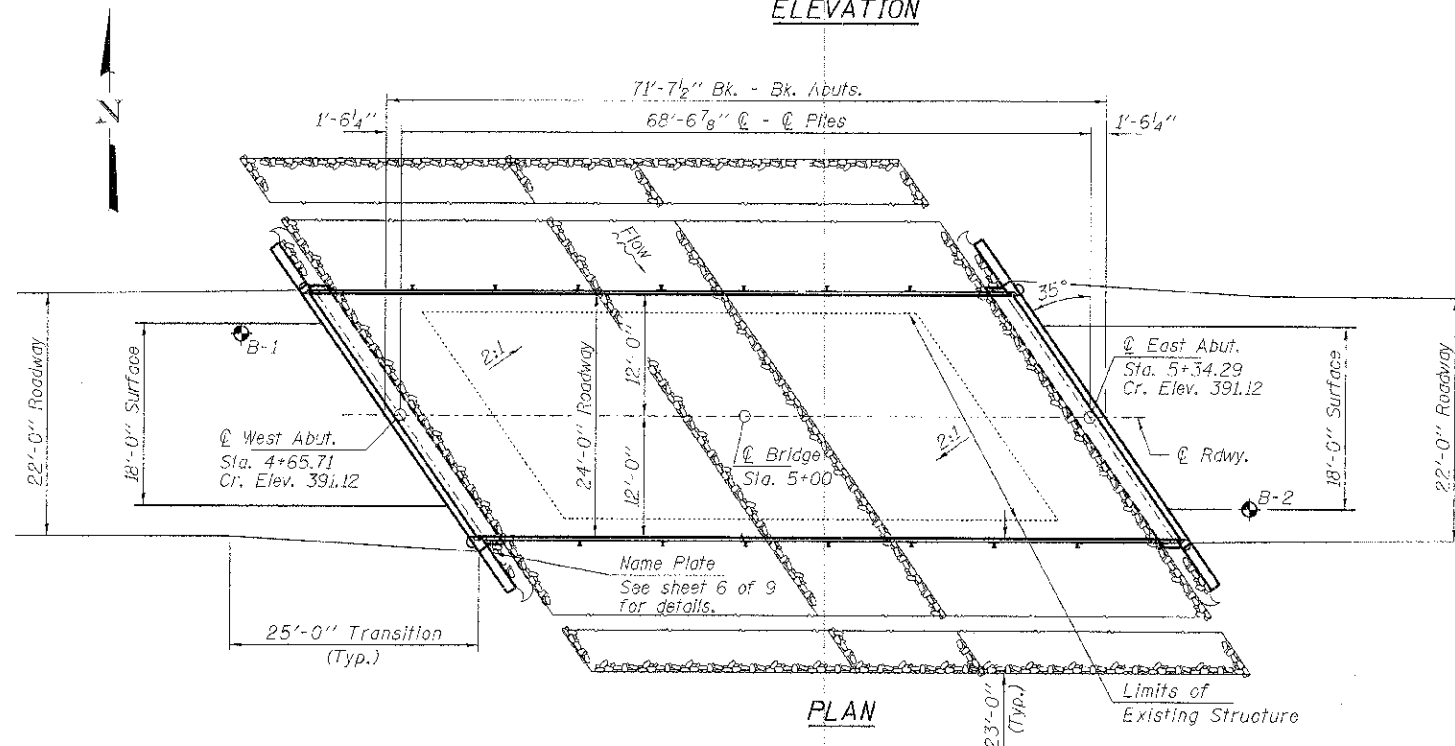 ELEVATION
N
71'-7½" Bk. - Bk. Abuts.
1'-6¼"
68'-6⅞" ℄ - ℄ Piles
1'-6¼"
Flow
35°
B-1
2:1
22'-0" Roadway
18'-0" Surface
24'-0" Roadway
12'-0"
12'-0"
℄ East Abut.
Sta. 5+34.29
Cr. Elev. 391.12
18'-0" Surface
22'-0" Roadway
℄ West Abut.
Sta. 4+65.71
Cr. Elev. 391.12
℄ Bridge
Sta. 5+00
2:1
℄ Rdwy.
B-2
Name Plate
See sheet 6 of 9
for details.
25'-0" Transition
(Typ.)
PLAN
23'-0"
(Typ.)
Limits of
Existing Structure